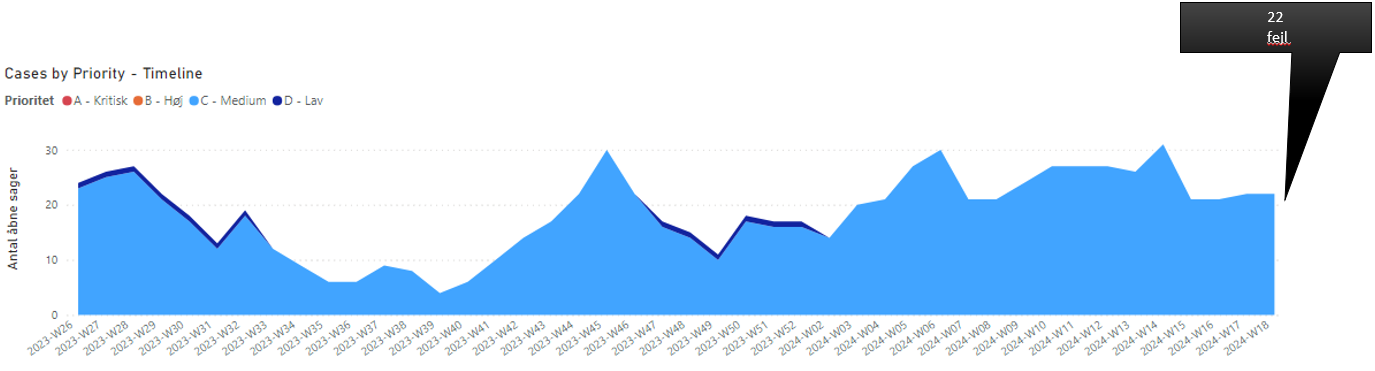 22
fejl
Cases by Priority - Timeline
Prioritet A - Kritisk B - Høj C - Medium D - Lav
Antal åbne sager
30
20
10
0
2023-W26
2023-W27
2023-W28
2023-W29
2023-W30
2023-W31
2023-W32
2023-W33
2023-W34
2023-W35
2023-W36
2023-W37
2023-W38
2023-W39
2023-W40
2023-W41
2023-W42
2023-W43
2023-W44
2023-W45
2023-W46
2023-W47
2023-W48
2023-W49
2023-W50
2023-W51
2023-W52
2024-W02
2024-W03
2024-W04
2024-W05
2024-W06
2024-W07
2024-W08
2024-W09
2024-W10
2024-W11
2024-W12
2024-W13
2024-W14
2024-W15
2024-W16
2024-W17
2024-W18